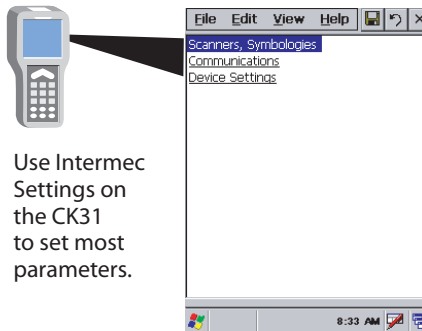 File Edit View Help
Scanners, Symbologies
Communications
Device Settings
Use Intermec
Settings on
the CK31
to set most
parameters.
8:33 AM